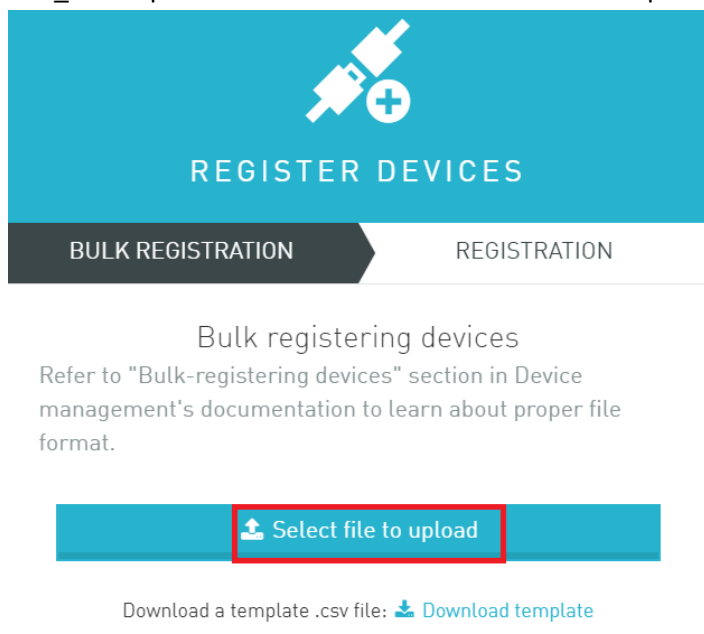 REGISTER DEVICES
BULK REGISTRATION
REGISTRATION
Bulk registering devices
Refer to "Bulk-registering devices" section in Device
management's documentation to learn about proper file
format.
Select file to upload
Download a template .csv file: Download template